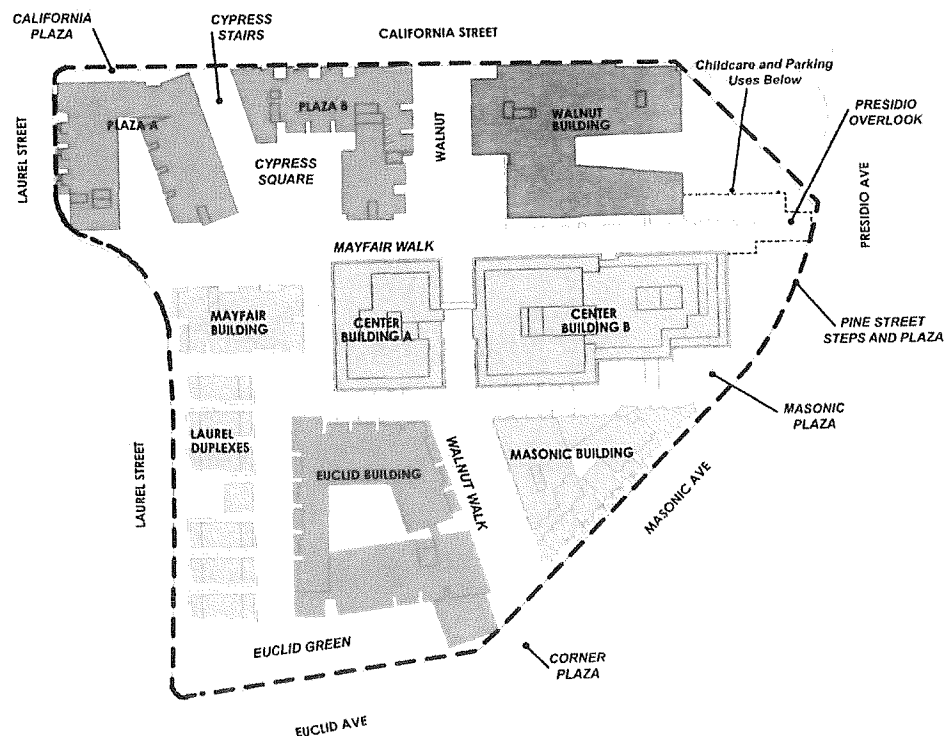 CALIFORNIA
PLAZA
CYPRESS
STAIRS
CALIFORNIA STREET
Childcare and Parking
Uses Below
PRESIDIO
OVERLOOK
LAUREL STREET
PLAZA A
PLAZA B
WALNUT
WALNUT
BUILDING
CYPRESS
SQUARE
PRESIDIO AVE
MAYFAIR WALK
MAYFAIR
BUILDING
CENTER
BUILDING A
CENTER
BUILDING B
PINE STREET
STEPS AND PLAZA
MASONIC
PLAZA
LAUREL STREET
LAUREL
DUPLEXES
EUCLID BUILDING
WALNUT WALK
MASONIC BUILDING
MASONIC AVE
EUCLID GREEN
CORNER
PLAZA
EUCLID AVE